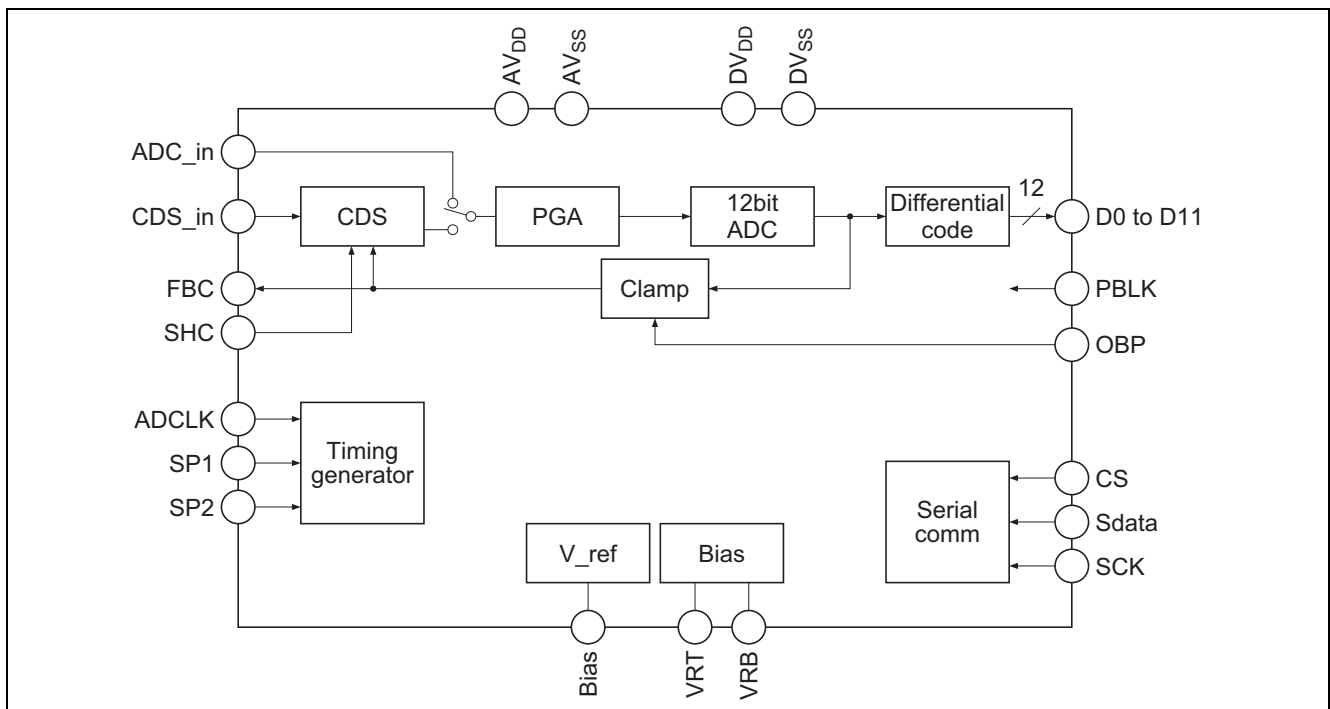 AVDD
AVSS
DVDD
DVSS
ADC_in
CDS_in
CDS
PGA
12bit
ADC
Differential
code
12
D0 to D11
FBC
Clamp
PBLK
SHC
OBP
ADCLK
SP1
SP2
Timing
generator
Serial
comm
CS
Sdata
SCK
V_ref
Bias
Bias
VRT
VRB